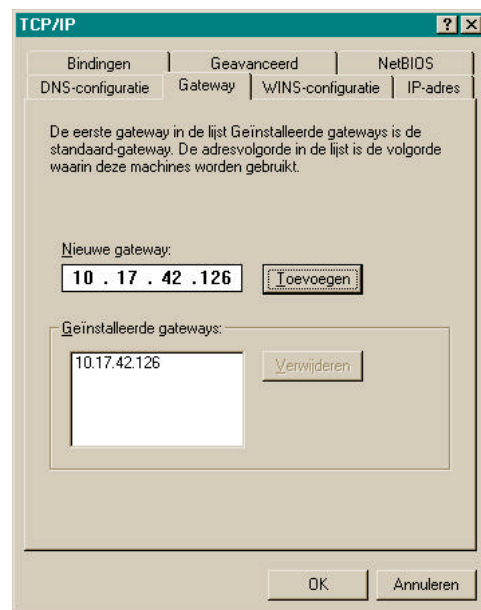 TCP/IP
? ×
Bindingen Geavanceerd NetBIOS
DNS-configuratie Gateway WINS-configuratie IP-adres
De eerste gateway in de lijst Geïnstalleerde gateways is de
standaard-gateway. De adresvolgorde in de lijst is de volgorde
waarin deze machines worden gebruikt.
Nieuwe gateway:
10 . 17 . 42 .126 Toevoegen
Geïnstalleerde gateways:
10.17.42.126 Verwijderen
OK Annuleren